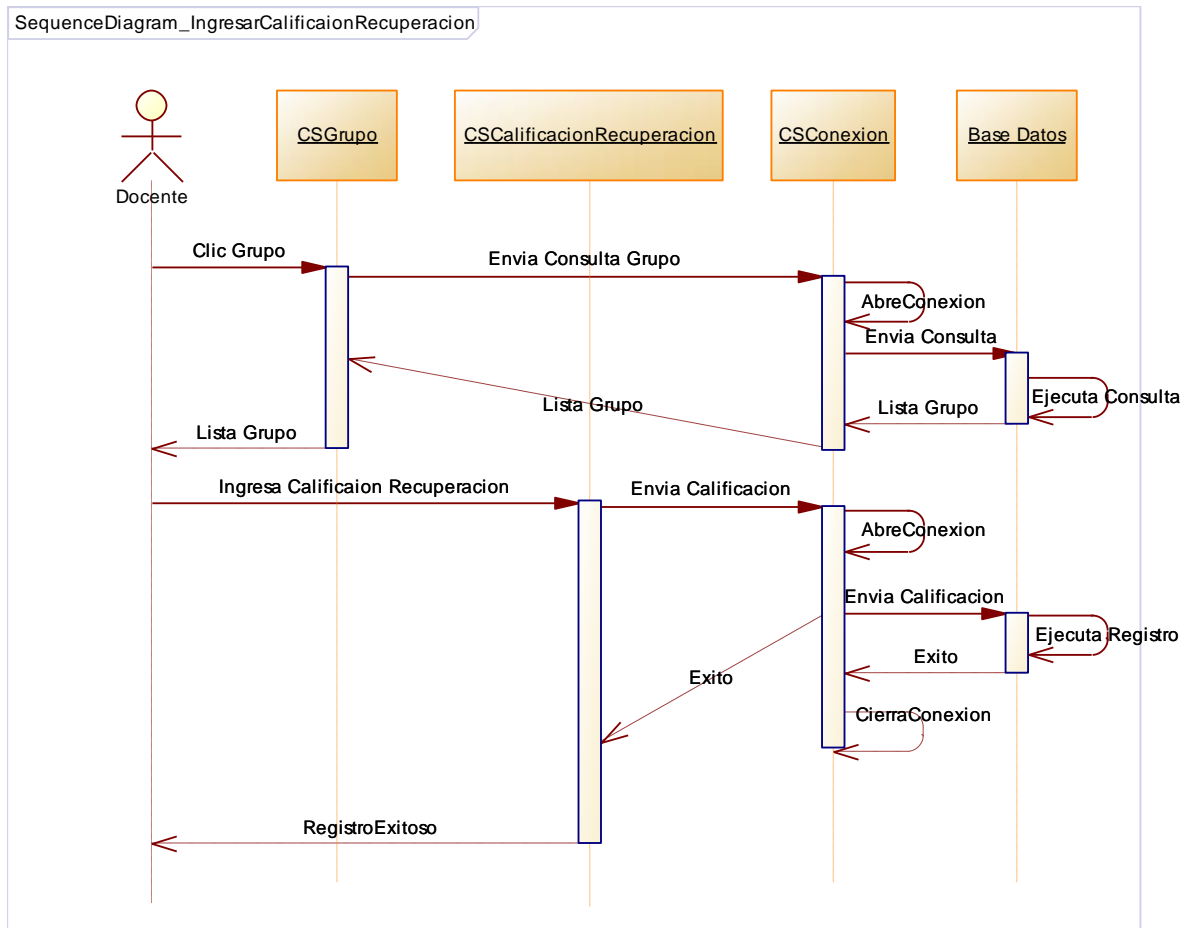 SequenceDiagram_IngresarCalificaionRecuperacion
CSGrupo
CSCalificacionRecuperacion
CSConexion
Base Datos
Docente
Clic Grupo
Envia Consulta Grupo
AbreConexion
Envia Consulta
Ejecuta Consulta
Lista Grupo
Lista Grupo
Lista Grupo
Ingresa Calificaion Recuperacion
Envia Calificacion
AbreConexion
Envia Calificacion
Ejecuta Registro
Exito
Exito
CierraConexion
RegistroExitoso